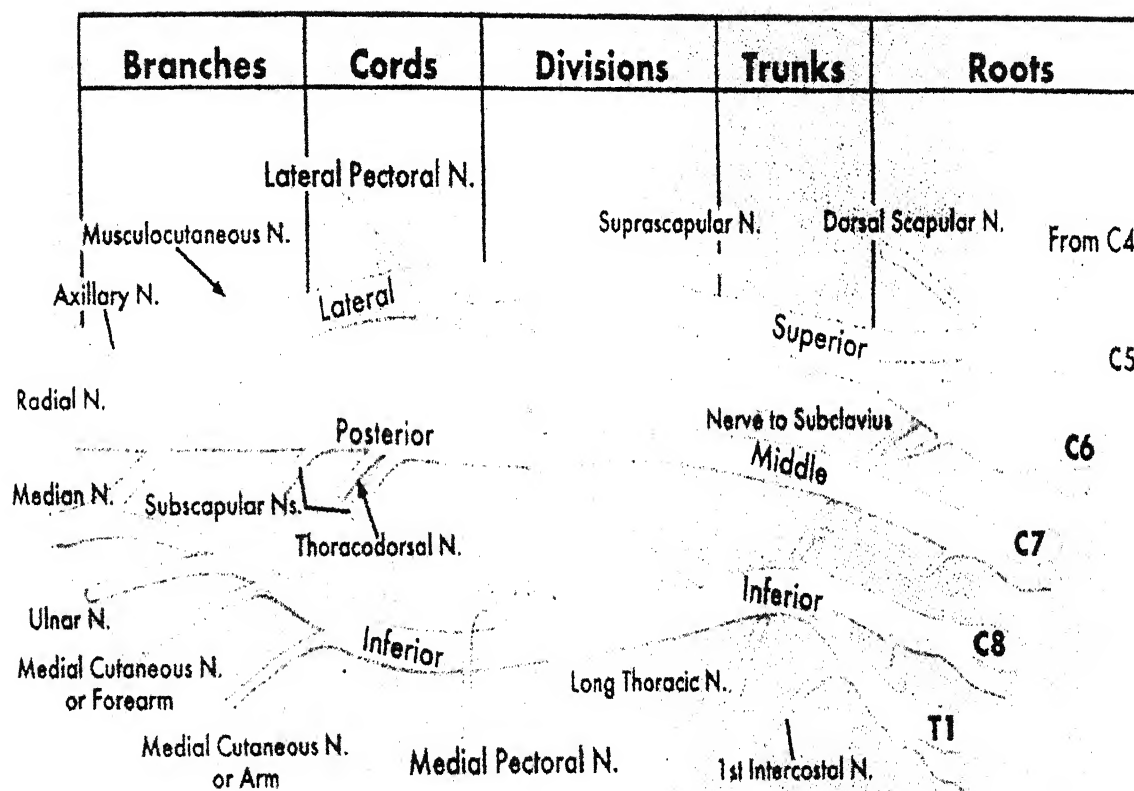 Branches Cords Divisions Trunks Roots
Lateral Pectoral N.
Musculocutaneous N.
Suprascapular N.
Dorsal Scapular N.
From C4
Axillary N.
Lateral
Superior
C5
Radial N.
Posterior
Nerve to Subclavius
Middle
C6
Median N.
Subscapular Ns.
Thoracodorsal N.
C7
Ulnar N.
Inferior
Inferior
C8
Medial Cutaneous N.
or Forearm
Long Thoracic N.
T1
Medial Cutaneous N.
or Arm
Medial Pectoral N.
1st Intercostal N.